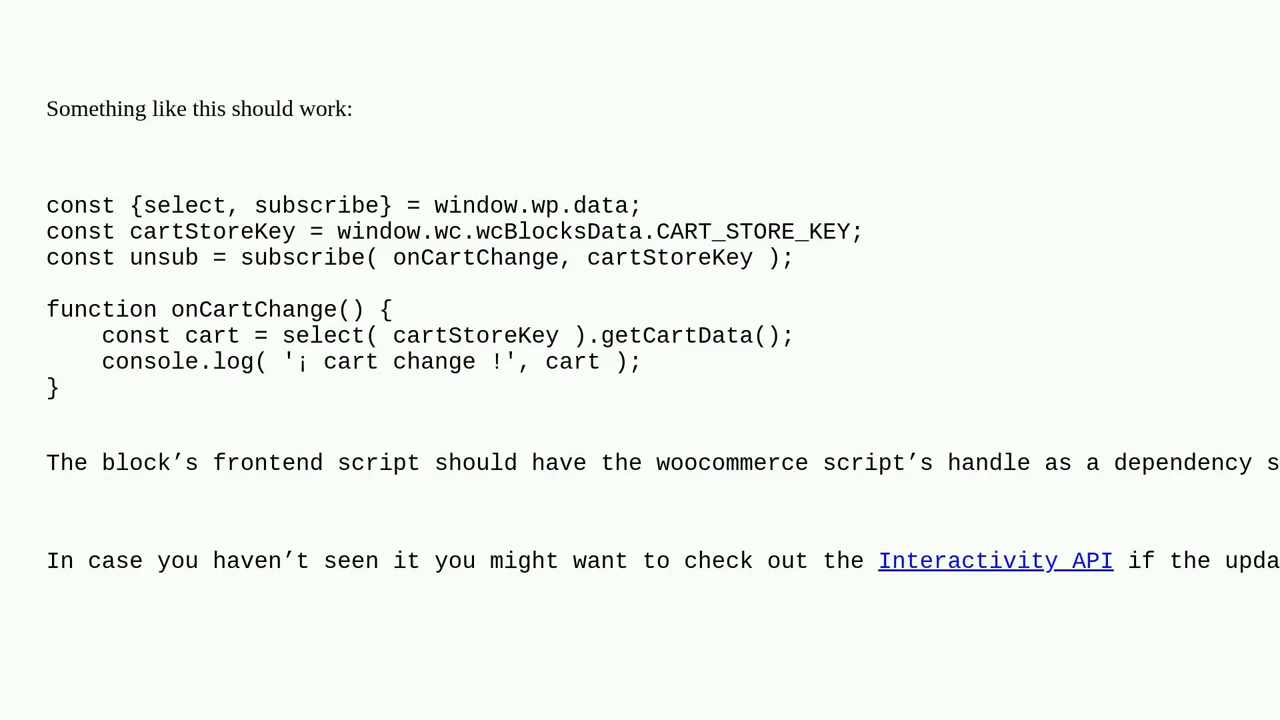 Something like this should work:
const {select, subscribe} = window.wp.data;
const cartStoreKey = window.wc.wcBlocksData.CART_STORE_KEY;
const unsub = subscribe( onCartChange, cartStoreKey );
function onCartChange() {
    const cart = select( cartStoreKey ).getCartData();
    console.log( '¡ cart change !', cart );
}
The block’s frontend script should have the woocommerce script’s handle as a dependency s
In case you haven’t seen it you might want to check out the Interactivity API if the upda